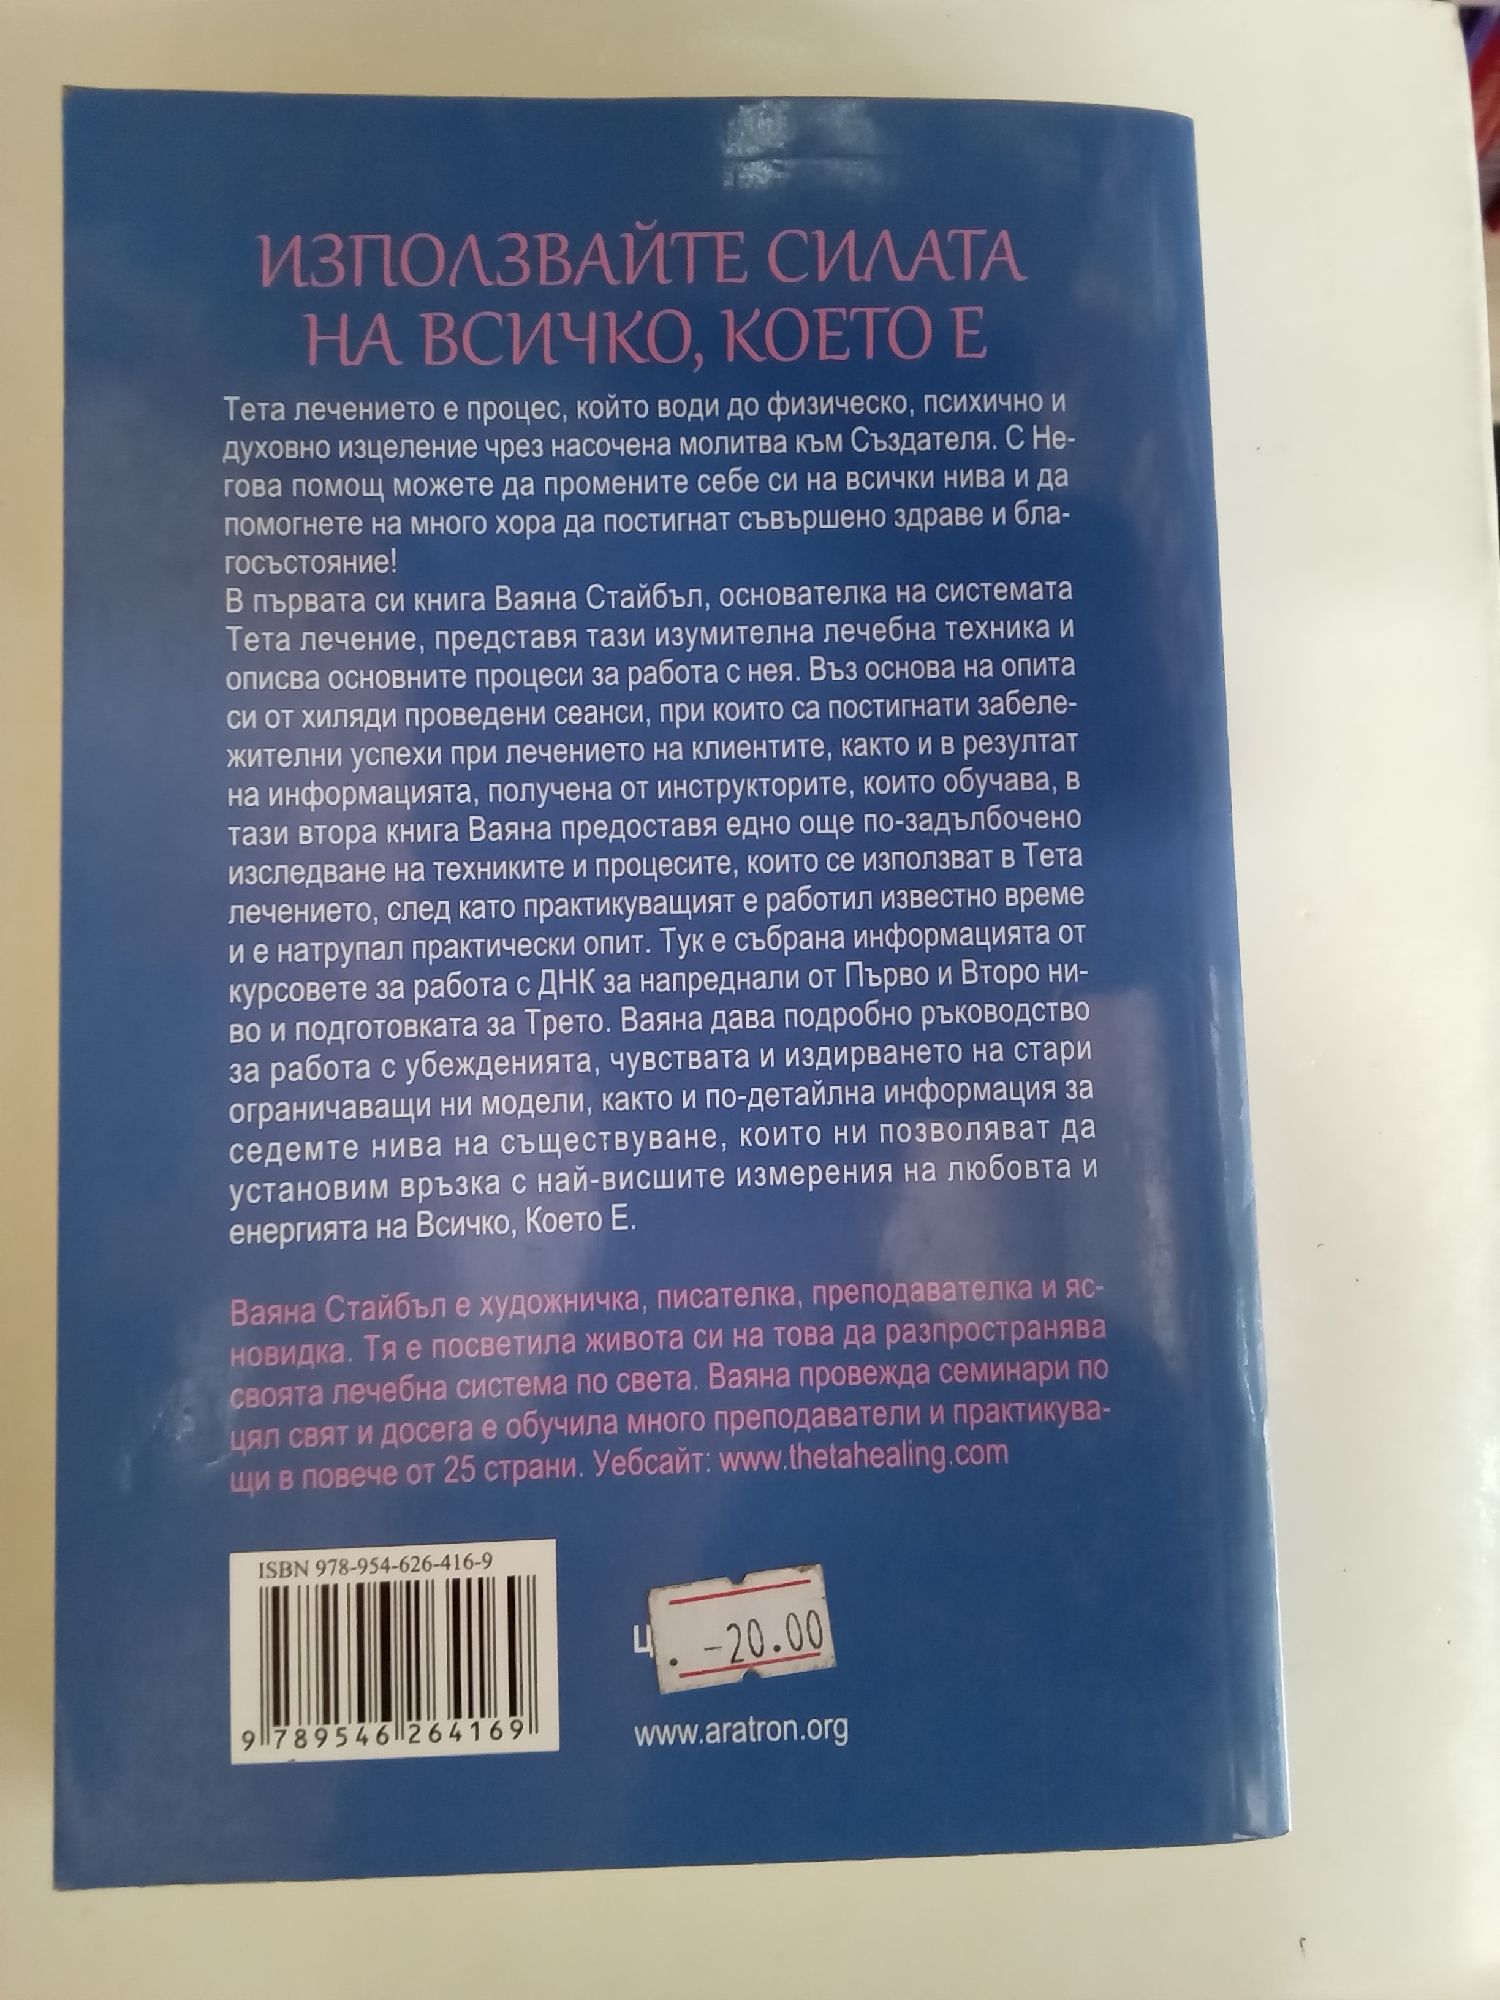 ИЗПОЛЗВАЙТЕ СИЛАТА
НА ВСИЧКО, КОЕТО Е
Тета лечението е процес, който води до физическо, психично и
духовно изцеление чрез насочена молитва към Създателя. С Не-
гова помощ можете да промените себе си на всички нива и да
помогнете на много хора да постигнат съвършено здраве и бла-
госъстояние!
В първата си книга Ваяна Стайбъл, основателка на системата
Тета лечение, представя тази изумителна лечебна техника и
описва основните процеси за работа с нея. Въз основа на опита
си от хиляди проведени сеанси, при които са постигнати забеле-
жителни успехи при лечението на клиентите, както и в резултат
на информацията, получена от инструкторите, които обучава, в
тази втора книга Ваяна предоставя едно още по-задълбочено
изследване на техниките и процесите, които се използват в Тета
лечението, след като практикуващият е работил известно време
и е натрупал практически опит. Тук е събрана информацията от
курсовете за работа с ДНК за напреднали от Първо и Второ ни-
во и подготовката за Трето. Ваяна дава подробно ръководство
за работа с убежденията, чувствата и издирването на стари
ограничаващи ни модели, както и по-детайлна информация за
седемте нива на съществуване, които ни позволяват да
установим връзка с най-висшите измерения на любовта и
енергията на Всичко, Което Е.
Ваяна Стайбъл е художничка, писателка, преподавателка и яс-
новидка. Тя е посветила живота си на това да разпространява
своята лечебна система по света. Ваяна провежда семинари по
цял свят и досега е обучила много преподаватели и практикува-
щи в повече от 25 страни. Уебсайт: www.thetahealing.com
ISBN 978-954-626-416-9
9 789546 264169
Ц
. -20.00
www.aratron.org